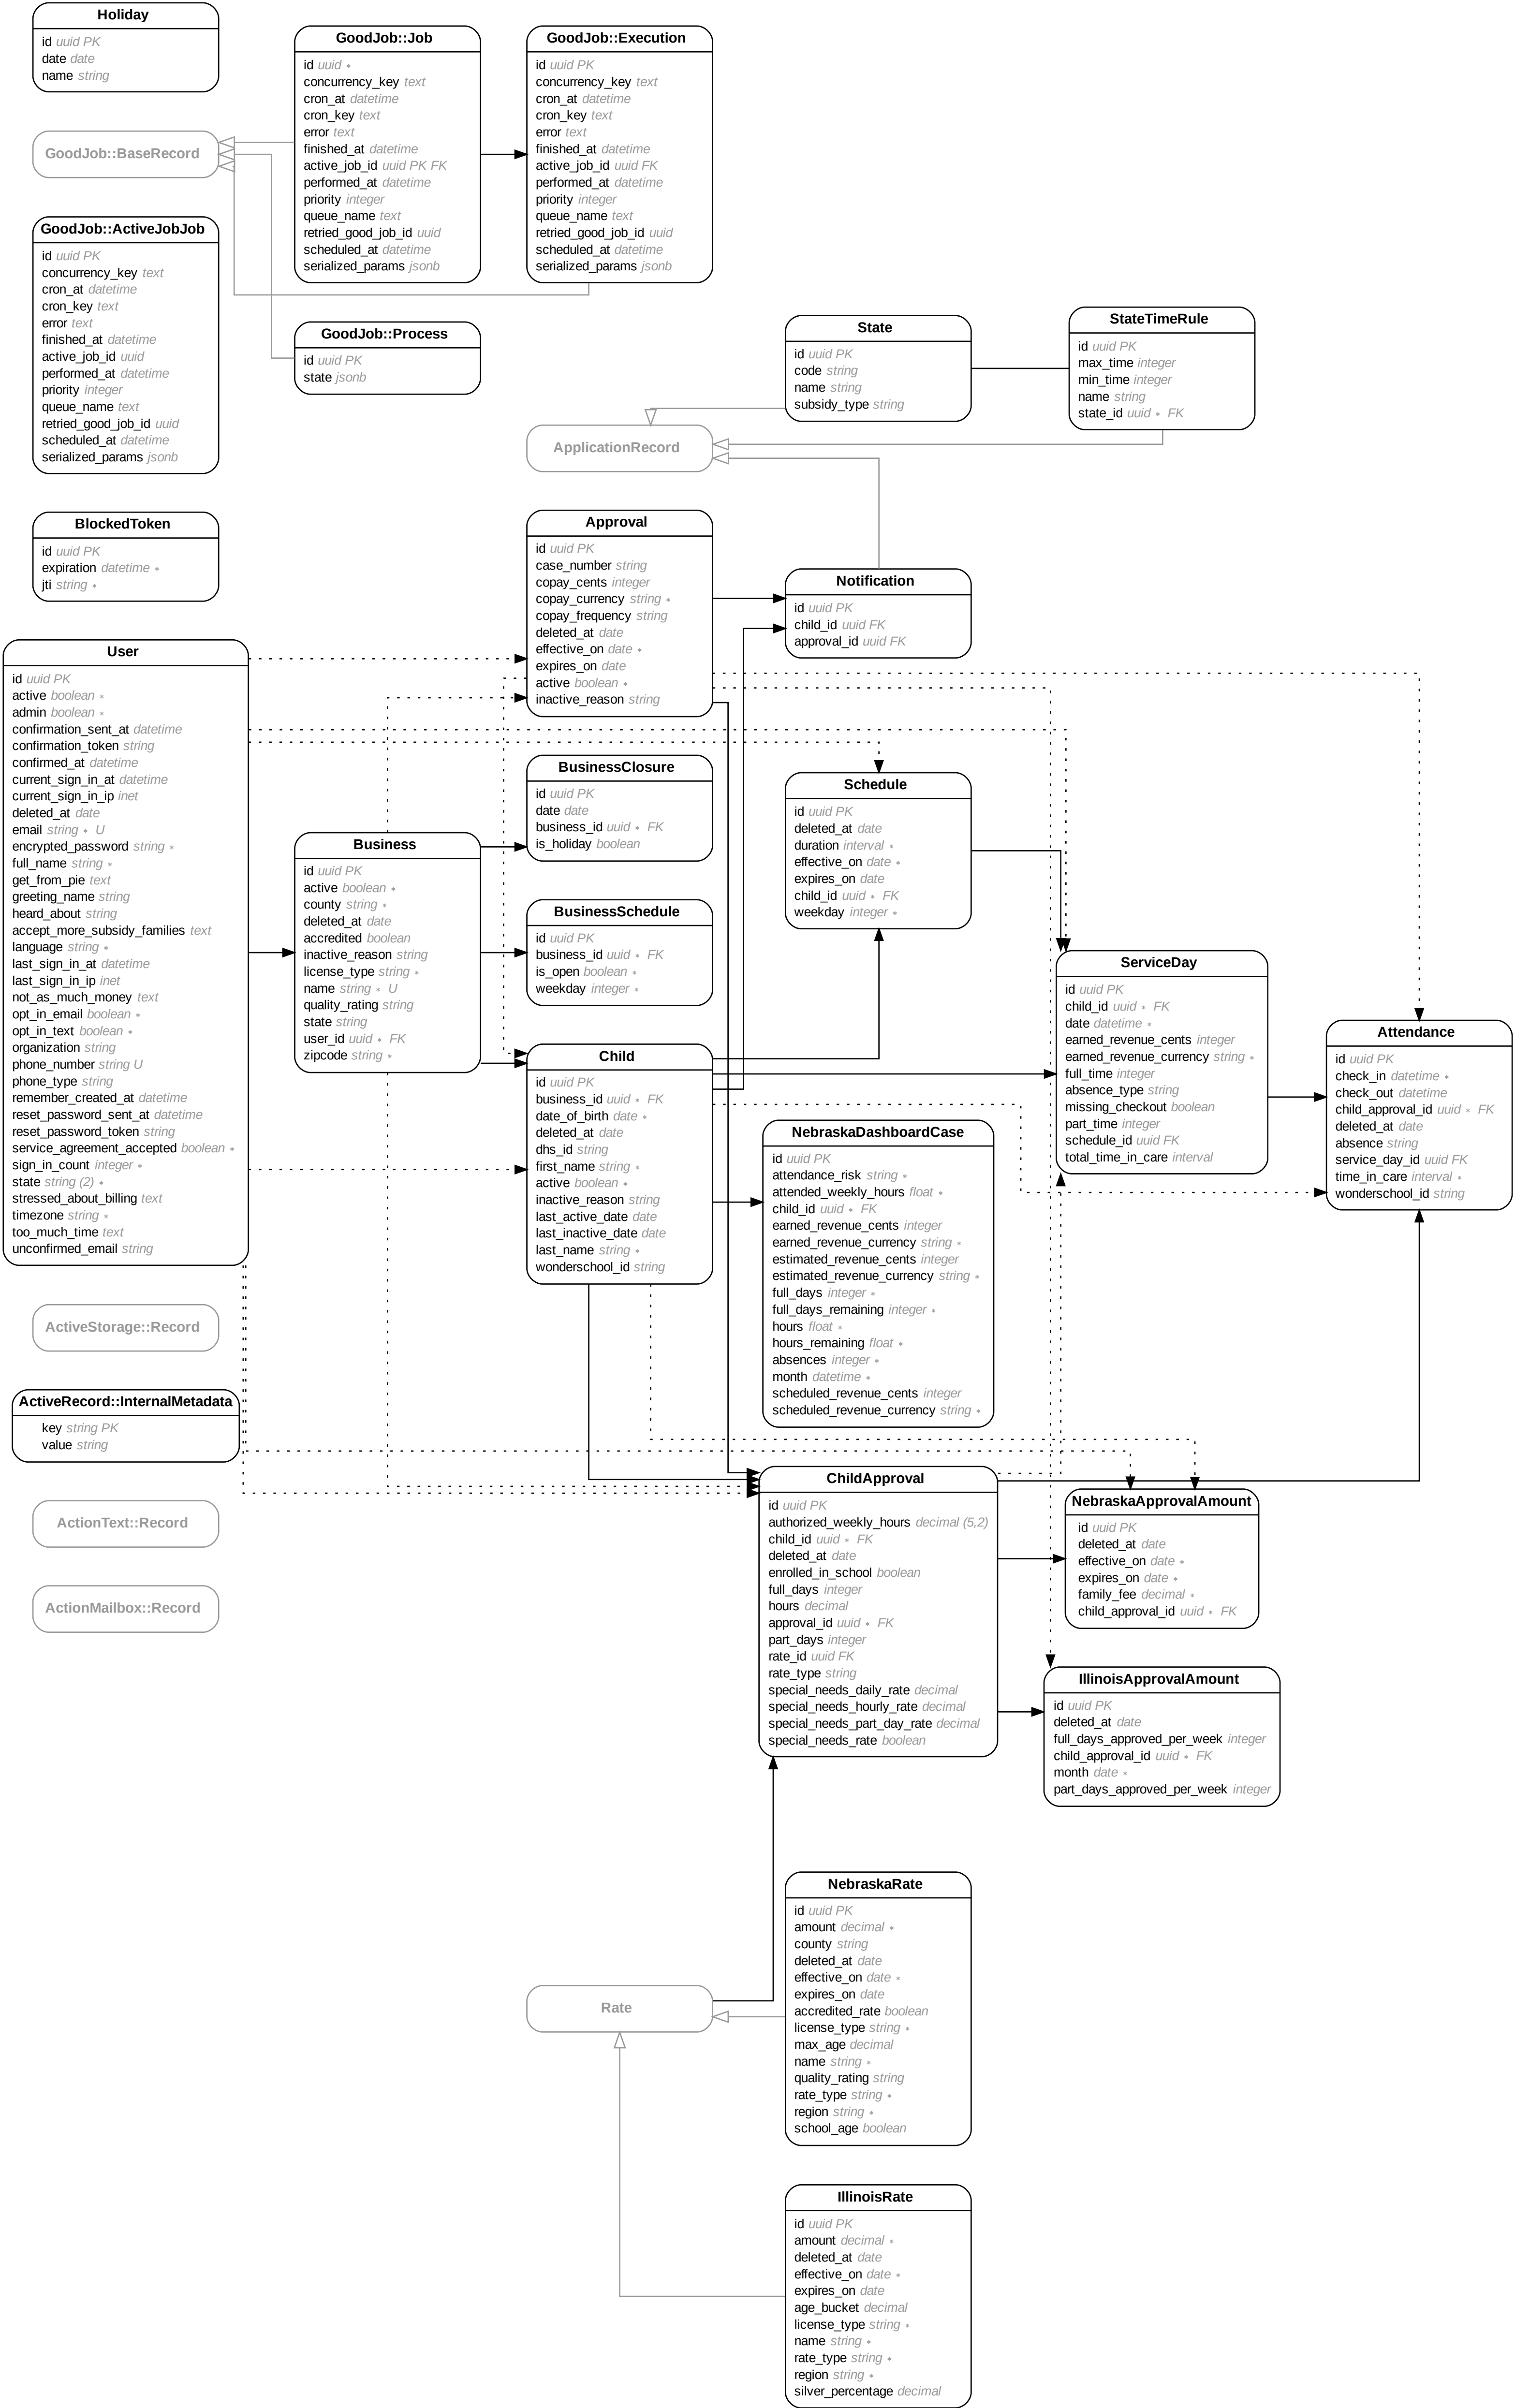 Holiday
id uuid PK
date date
name string
GoodJob::BaseRecord
GoodJob::ActiveJobJob
id uuid PK
concurrency_key text
cron_at datetime
cron_key text
error text
finished_at datetime
active_job_id uuid
performed_at datetime
priority integer
queue_name text
retried_good_job_id uuid
scheduled_at datetime
serialized_params jsonb
BlockedToken
id uuid PK
expiration datetime ∗
jti string ∗
User
id uuid PK
active boolean ∗
admin boolean ∗
confirmation_sent_at datetime
confirmation_token string
confirmed_at datetime
current_sign_in_at datetime
current_sign_in_ip inet
deleted_at date
email string ∗ U
encrypted_password string ∗
full_name string ∗
get_from_pie text
greeting_name string
heard_about string
accept_more_subsidy_families text
language string ∗
last_sign_in_at datetime
last_sign_in_ip inet
not_as_much_money text
opt_in_email boolean ∗
opt_in_text boolean ∗
organization string
phone_number string U
phone_type string
remember_created_at datetime
reset_password_sent_at datetime
reset_password_token string
service_agreement_accepted boolean ∗
sign_in_count integer ∗
state string (2) ∗
stressed_about_billing text
timezone string ∗
too_much_time text
unconfirmed_email string
ActiveStorage::Record
ActiveRecord::InternalMetadata
key string PK
value string
ActionText::Record
ActionMailbox::Record
GoodJob::Job
id uuid ∗
concurrency_key text
cron_at datetime
cron_key text
error text
finished_at datetime
active_job_id uuid PK FK
performed_at datetime
priority integer
queue_name text
retried_good_job_id uuid
scheduled_at datetime
serialized_params jsonb
GoodJob::Process
id uuid PK
state jsonb
Business
id uuid PK
active boolean ∗
county string ∗
deleted_at date
accredited boolean
inactive_reason string
license_type string ∗
name string ∗ U
quality_rating string
state string
user_id uuid ∗ FK
zipcode string ∗
GoodJob::Execution
id uuid PK
concurrency_key text
cron_at datetime
cron_key text
error text
finished_at datetime
active_job_id uuid FK
performed_at datetime
priority integer
queue_name text
retried_good_job_id uuid
scheduled_at datetime
serialized_params jsonb
ApplicationRecord
Approval
id uuid PK
case_number string
copay_cents integer
copay_currency string ∗
copay_frequency string
deleted_at date
effective_on date ∗
expires_on date
active boolean ∗
inactive_reason string
BusinessClosure
id uuid PK
date date
business_id uuid ∗ FK
is_holiday boolean
BusinessSchedule
id uuid PK
business_id uuid ∗ FK
is_open boolean ∗
weekday integer ∗
Child
id uuid PK
business_id uuid ∗ FK
date_of_birth date ∗
deleted_at date
dhs_id string
first_name string ∗
active boolean ∗
inactive_reason string
last_active_date date
last_inactive_date date
last_name string ∗
wonderschool_id string
Rate
State
id uuid PK
code string
name string
subsidy_type string
Notification
id uuid PK
child_id uuid FK
approval_id uuid FK
Schedule
id uuid PK
deleted_at date
duration interval ∗
effective_on date ∗
expires_on date
child_id uuid ∗ FK
weekday integer ∗
NebraskaDashboardCase
id uuid PK
attendance_risk string ∗
attended_weekly_hours float ∗
child_id uuid ∗ FK
earned_revenue_cents integer
earned_revenue_currency string ∗
estimated_revenue_cents integer
estimated_revenue_currency string ∗
full_days integer ∗
full_days_remaining integer ∗
hours float ∗
hours_remaining float ∗
absences integer ∗
month datetime ∗
scheduled_revenue_cents integer
scheduled_revenue_currency string ∗
ChildApproval
id uuid PK
authorized_weekly_hours decimal (5,2)
child_id uuid ∗ FK
deleted_at date
enrolled_in_school boolean
full_days integer
hours decimal
approval_id uuid ∗ FK
part_days integer
rate_id uuid FK
rate_type string
special_needs_daily_rate decimal
special_needs_hourly_rate decimal
special_needs_part_day_rate decimal
special_needs_rate boolean
NebraskaRate
id uuid PK
amount decimal ∗
county string
deleted_at date
effective_on date ∗
expires_on date
accredited_rate boolean
license_type string ∗
max_age decimal
name string ∗
quality_rating string
rate_type string ∗
region string ∗
school_age boolean
IllinoisRate
id uuid PK
amount decimal ∗
deleted_at date
effective_on date ∗
expires_on date
age_bucket decimal
license_type string ∗
name string ∗
rate_type string ∗
region string ∗
silver_percentage decimal
StateTimeRule
id uuid PK
max_time integer
min_time integer
name string
state_id uuid ∗ FK
ServiceDay
id uuid PK
child_id uuid ∗ FK
date datetime ∗
earned_revenue_cents integer
earned_revenue_currency string ∗
full_time integer
absence_type string
missing_checkout boolean
part_time integer
schedule_id uuid FK
total_time_in_care interval
NebraskaApprovalAmount
id uuid PK
deleted_at date
effective_on date ∗
expires_on date ∗
family_fee decimal ∗
child_approval_id uuid ∗ FK
IllinoisApprovalAmount
id uuid PK
deleted_at date
full_days_approved_per_week integer
child_approval_id uuid ∗ FK
month date ∗
part_days_approved_per_week integer
Attendance
id uuid PK
check_in datetime ∗
check_out datetime
child_approval_id uuid ∗ FK
deleted_at date
absence string
service_day_id uuid FK
time_in_care interval ∗
wonderschool_id string